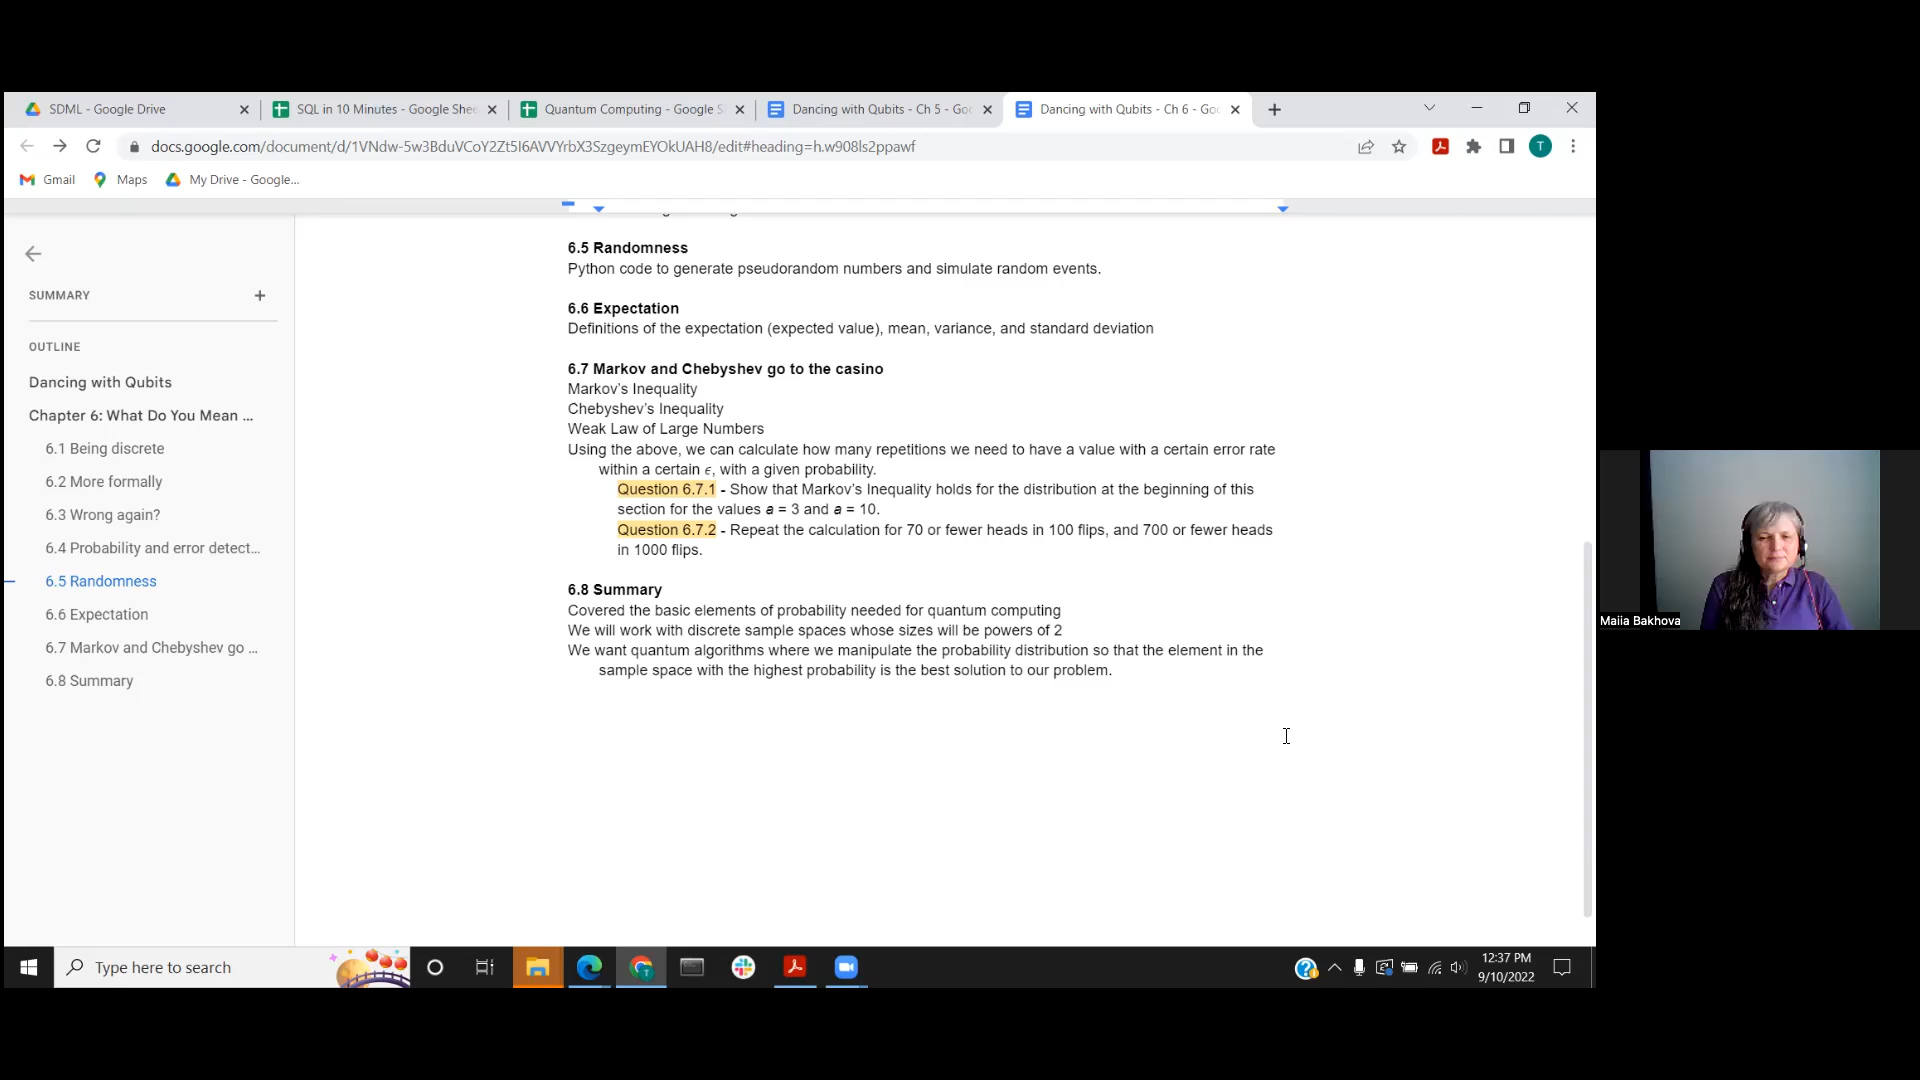 SDML - Google Drive
SQL in 10 Minutes - Google Shee
Quantum Computing - Google S
Dancing with Qubits - Ch 5 - Goo
Dancing with Qubits - Ch 6 - Goo
docs.google.com/document/d/1VNdw-5w3BduVCoY2Zt5I6AVVYrbX3SzgeymEYOkUAH8/edit#heading=h.w908ls2ppawf
T
Gmail
Maps
My Drive - Google...
SUMMARY
OUTLINE
Dancing with Qubits
Chapter 6: What Do You Mean ...
6.1 Being discrete
6.2 More formally
6.3 Wrong again?
6.4 Probability and error detect...
6.5 Randomness
6.6 Expectation
6.7 Markov and Chebyshev go ...
6.8 Summary
6.5 Randomness
Python code to generate pseudorandom numbers and simulate random events.
6.6 Expectation
Definitions of the expectation (expected value), mean, variance, and standard deviation
6.7 Markov and Chebyshev go to the casino
Markov's Inequality
Chebyshev's Inequality
Weak Law of Large Numbers
Using the above, we can calculate how many repetitions we need to have a value with a certain error rate
within a certain ϵ, with a given probability.
Question 6.7.1 - Show that Markov's Inequality holds for the distribution at the beginning of this
section for the values a = 3 and a = 10.
Question 6.7.2 - Repeat the calculation for 70 or fewer heads in 100 flips, and 700 or fewer heads
in 1000 flips.
6.8 Summary
Covered the basic elements of probability needed for quantum computing
We will work with discrete sample spaces whose sizes will be powers of 2
We want quantum algorithms where we manipulate the probability distribution so that the element in the
sample space with the highest probability is the best solution to our problem.
Maiia Bakhova
Type here to search
12:37 PM
9/10/2022